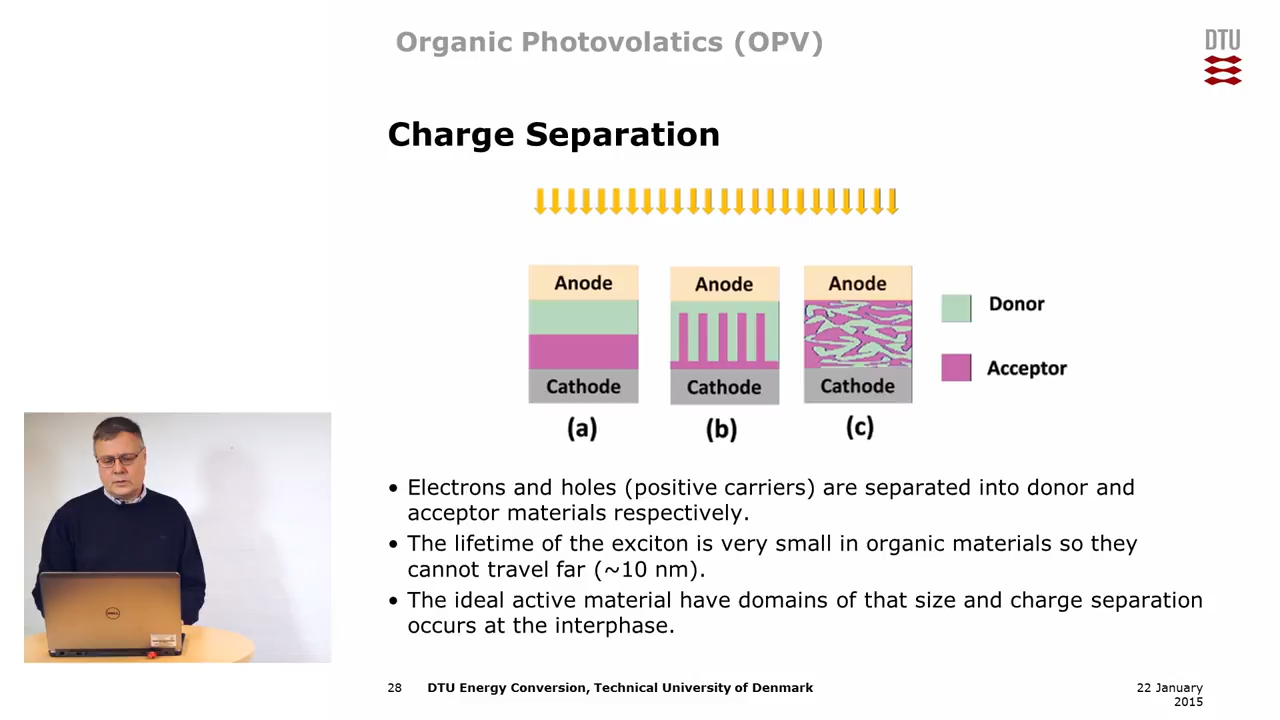 Organic Photovolatics (OPV)
DTU
Charge Separation
Anode
Anode
Anode
Donor
Acceptor
Cathode
Cathode
Cathode
(a)
(b)
(c)
• Electrons and holes (positive carriers) are separated into donor and
acceptor materials respectively.
• The lifetime of the exciton is very small in organic materials so they
cannot travel far (~10 nm).
• The ideal active material have domains of that size and charge separation
occurs at the interphase.
DELL
28
DTU Energy Conversion, Technical University of Denmark
22 January
2015